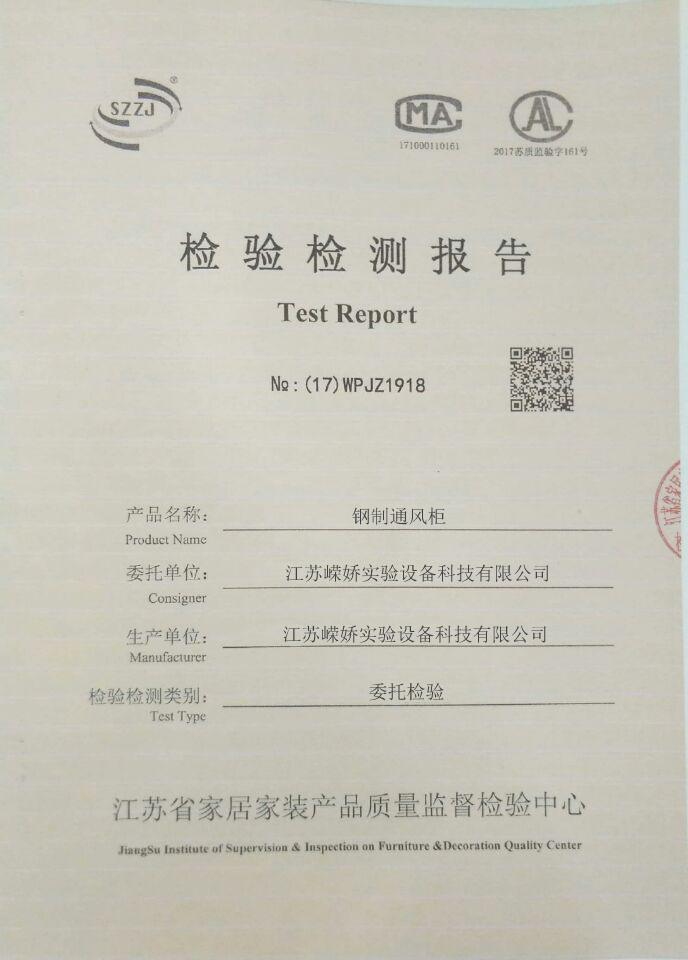 SZZJ
®
MA
171000110161
CAL
2017苏质监验字161号
检验检测报告
Test Report
№:(17)WPJZ1918
产品名称: 钢制通风柜
Product Name
委托单位: 江苏嵘娇实验设备科技有限公司
Consigner
生产单位: 江苏嵘娇实验设备科技有限公司
Manufacturer
检验检测类别: 委托检验
Test Type
江苏省家居家装产品质量监督检验中心
JiangSu Institute of Supervision & Inspection on Furniture &Decoration Quality Center
江苏省家